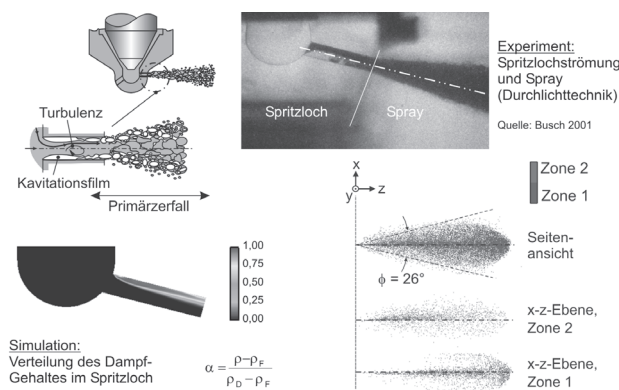 Turbulenz
Kavitationsfilm
Primärzerfall
Spritzloch
Spray
Experiment:
Spritzlochströmung
und Spray
(Durchlichttechnik)
Quelle: Busch 2001
1,00
0,75
0,50
0,25
0,00
Simulation:
Verteilung des Dampf-
Gehaltes im Spritzloch
α = (ρ–ρF)/(ρD – ρF)
x
y
z
ϕ = 26°
Zone 2
Zone 1
Seiten-
ansicht
x-z-Ebene,
Zone 2
x-z-Ebene,
Zone 1